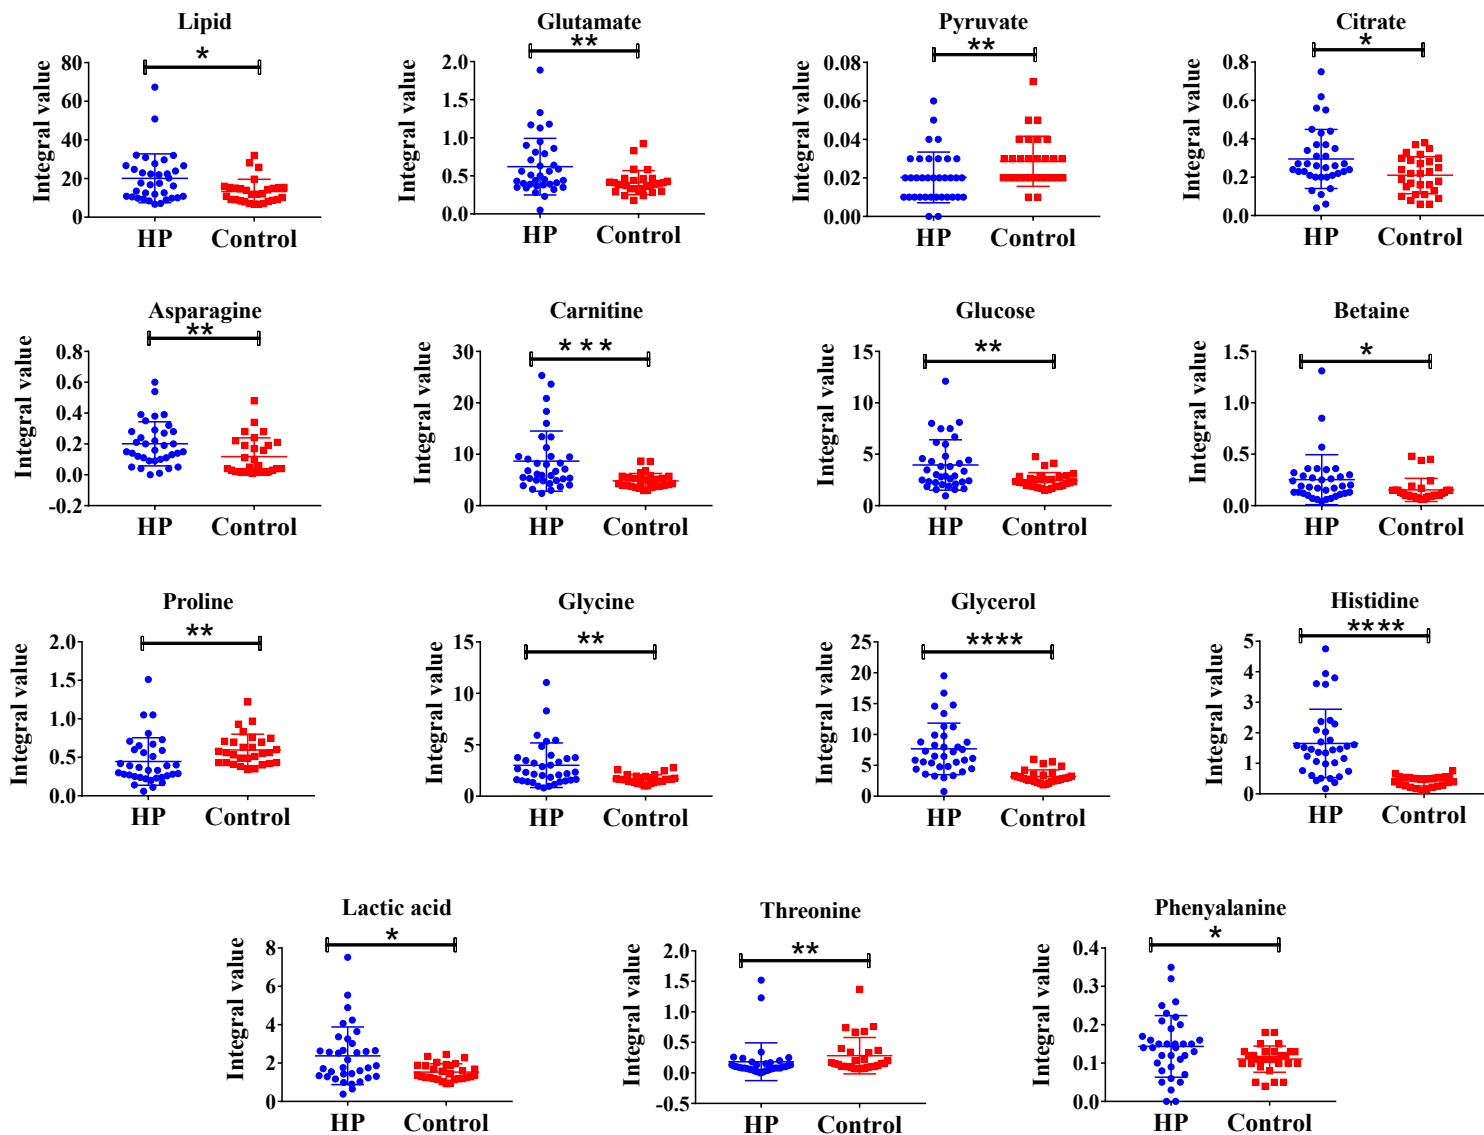 Lipid
*
Integral value
80
60
40
20
0
HP Control
Glutamate
**
Integral value
2.0
1.5
1.0
0.5
0.0
HP Control
Pyruvate
**
Integral value
0.08
0.06
0.04
0.02
0.00
HP Control
Citrate
*
Integral value
0.8
0.6
0.4
0.2
0.0
HP Control
Asparagine
**
Integral value
0.8
0.6
0.4
0.2
0.0
-0.2
HP Control
Carnitine
***
Integral value
30
20
10
0
HP Control
Glucose
**
Integral value
15
10
5
0
HP Control
Betaine
*
Integral value
1.5
1.0
0.5
0.0
HP Control
Proline
**
Integral value
2.0
1.5
1.0
0.5
0.0
HP Control
Glycine
**
Integral value
15
10
5
0
HP Control
Glycerol
****
Integral value
25
20
15
10
5
0
HP Control
Histidine
****
Integral value
5
4
3
2
1
0
HP Control
Lactic acid
*
Integral value
8
6
4
2
0
HP Control
Threonine
**
Integral value
2.0
1.5
1.0
0.5
0.0
-0.5
HP Control
Phenyalanine
*
Integral value
0.4
0.3
0.2
0.1
0.0
HP Control